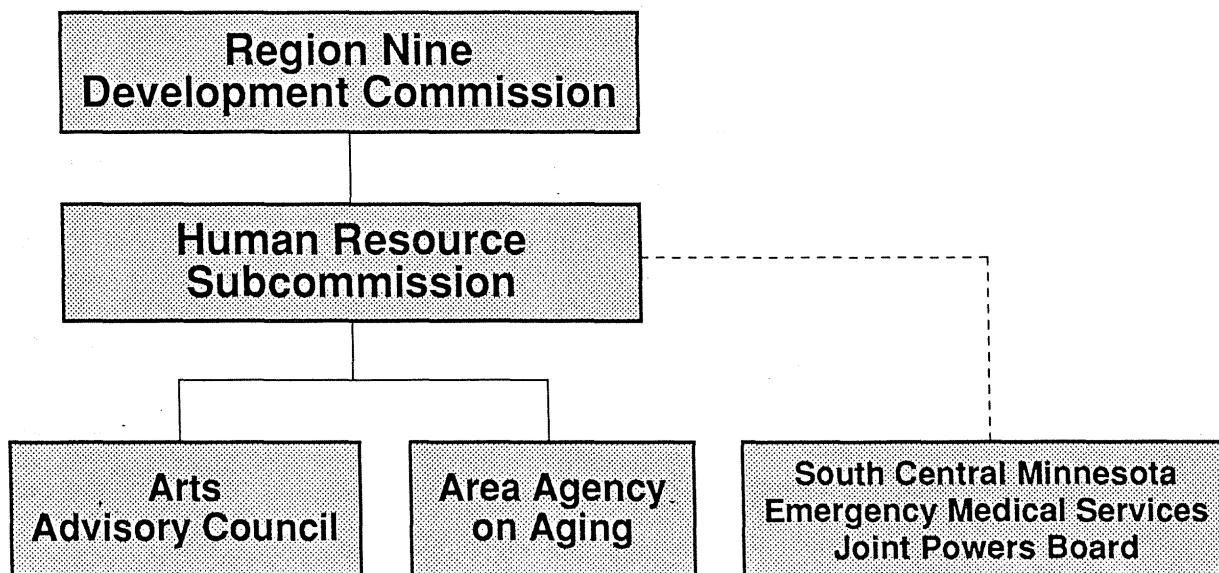 Region Nine
Development Commission
Human Resource
Subcommission
Arts
Advisory Council
Area Agency
on Aging
South Central Minnesota
Emergency Medical Services
Joint Powers Board